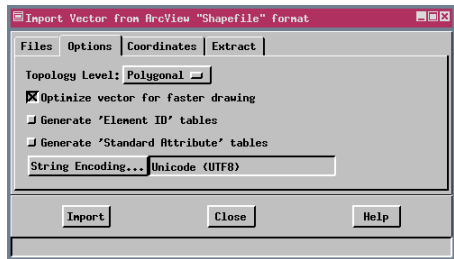 Import Vector from ArcView "Shapefile" format
Files Options Coordinates Extract
Topology Level: Polygonal
Optimize vector for faster drawing
Generate 'Element ID' tables
Generate 'Standard Attribute' tables
String Encoding... Unicode (UTF8)
Import Close Help